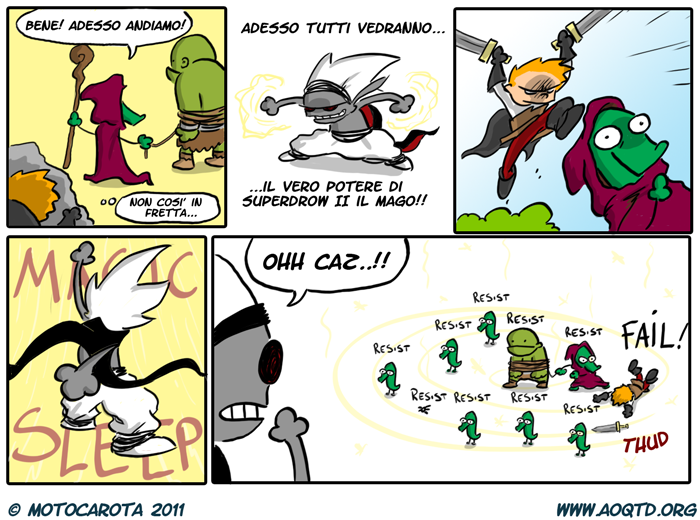 BENE! ADESSO ANDIAMO!
NON COSI' IN
FRETTA...
ADESSO TUTTI VEDRANNO...
...IL VERO POTERE DI
SUPERDROW II IL MAGO!!
MAGIC
SLEEP
OHH CAZ..!!
RESIST
RESIST
RESIST
RESIST
RESIST
FAIL!
RESIST
RESIST
RESIST
RESIST
THUD
© MOTOCAROTA 2011
WWW.AOQTD.ORG